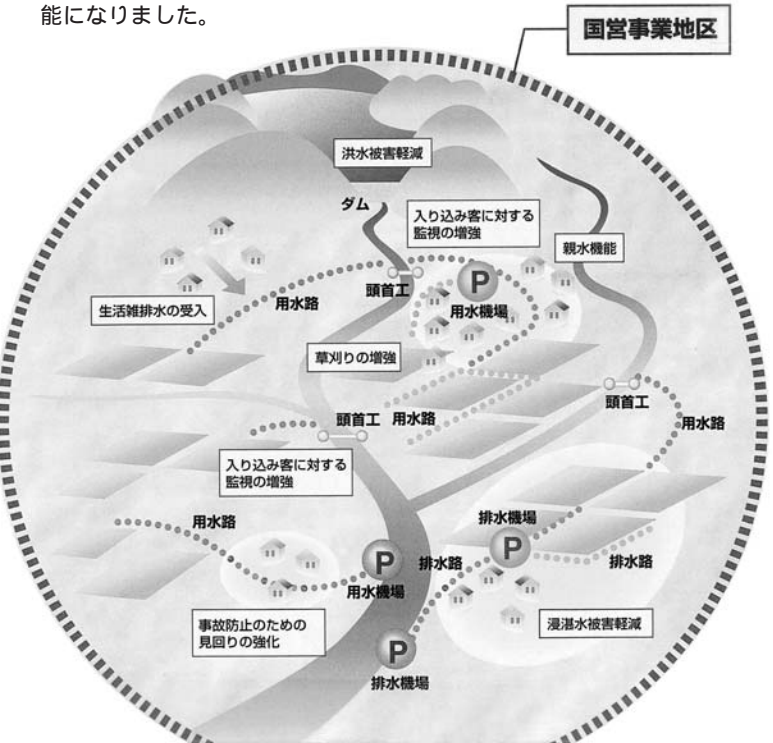 能になりました。
国営事業地区
洪水被害軽減
ダム
入り込み客に対する
監視の増強
親水機能
頭首工
P
用水機場
用水路
生活雑排水の受入
草刈りの増強
頭首工
頭首工
用水路
用水路
入り込み客に対する
監視の増強
用水路
排水機場
P
P
排水路
排水路
用水機場
事故防止のための
見回りの強化
浸湛水被害軽減
P
排水機場